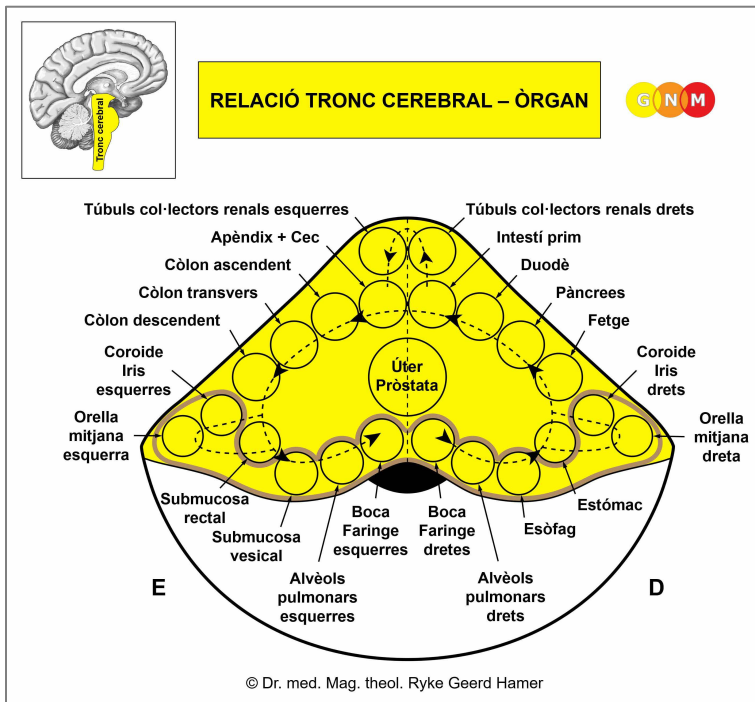 Tronc cerebral
RELACIÓ TRONC CEREBRAL – ÒRGAN
G N M
Túbuls col·lectors renals esquerres
Túbuls col·lectors renals drets
Apèndix + Cec
Intestí prim
Còlon ascendent
Duodè
Còlon transvers
Pàncrees
Còlon descendent
Fetge
Coroide
Iris
esquerres
Coroide
Iris
drets
Úter
Pròstata
Orella
mitjana
esquerra
Orella
mitjana
dreta
Submucosa
rectal
Submucosa
vesical
Alvèols
pulmonars
esquerres
Boca
Faringe
esquerres
Boca
Faringe
dretes
Alvèols
pulmonars
drets
Esòfag
Estómac
E
D
© Dr. med. Mag. theol. Ryke Geerd Hamer